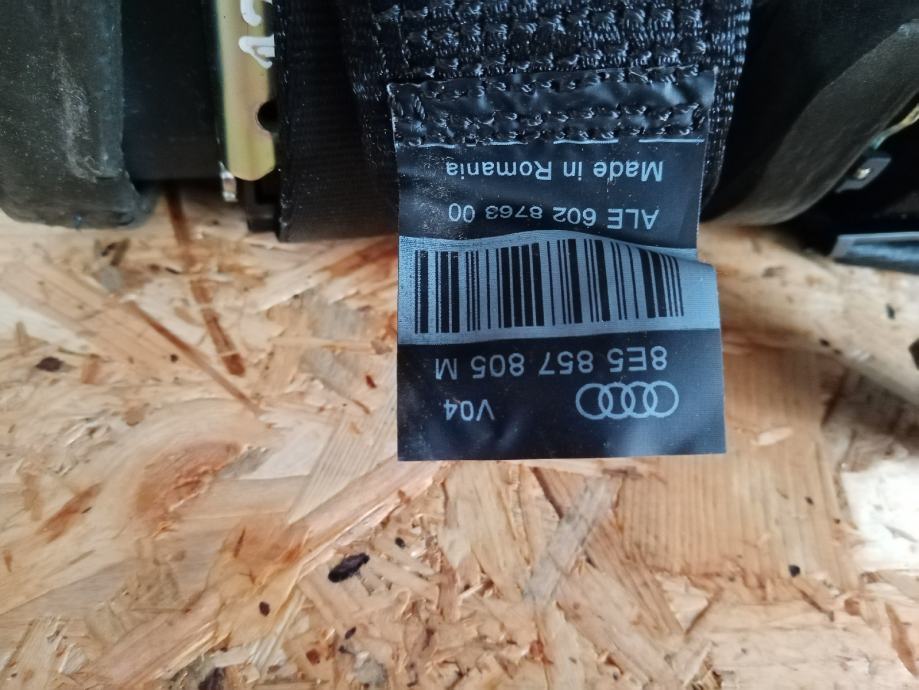 V04
8E5 857 805 M
ALE 602 8763 00
Made in Romania